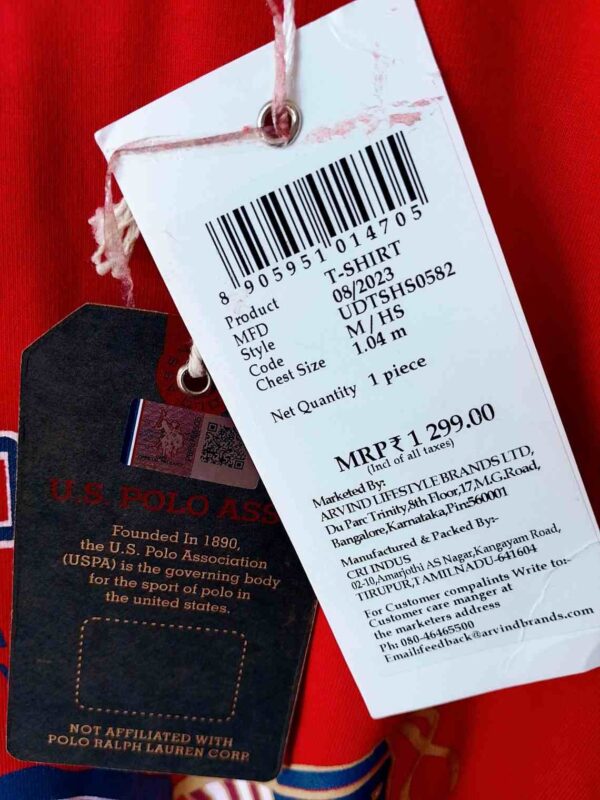 8 905951 014705
Product T-SHIRT
MFD 08/2023
Style UDTSHS0582
Code M/HS
Chest Size 1.04 m
Net Quantity 1 piece
MRP₹ 1 299.00
(Incl of all taxes)
Marketed By:
ARVIND LIFESTYLE BRANDS LTD,
Du Parc Trinity,8th Floor,17,M.G.Road,
Bangalore,Karnataka,Pin:560001
Manufactured & Packed By:-
CRI INDUS
02-10,Amarjothi AS Nagar,Kangayam Road,
TIRUPUR,TAMILNADU-641604
For Customer compalints Write to:-
Customer care manger at
the marketers address
Ph: 080-46465500
Email:feedback@arvindbrands.com
U.S. POLO ASS
Founded In 1890,
the U.S. Polo Association
(USPA) is the governing body
for the sport of polo in
the united states.
NOT AFFILIATED WITH
POLO RALPH LAUREN CORP.